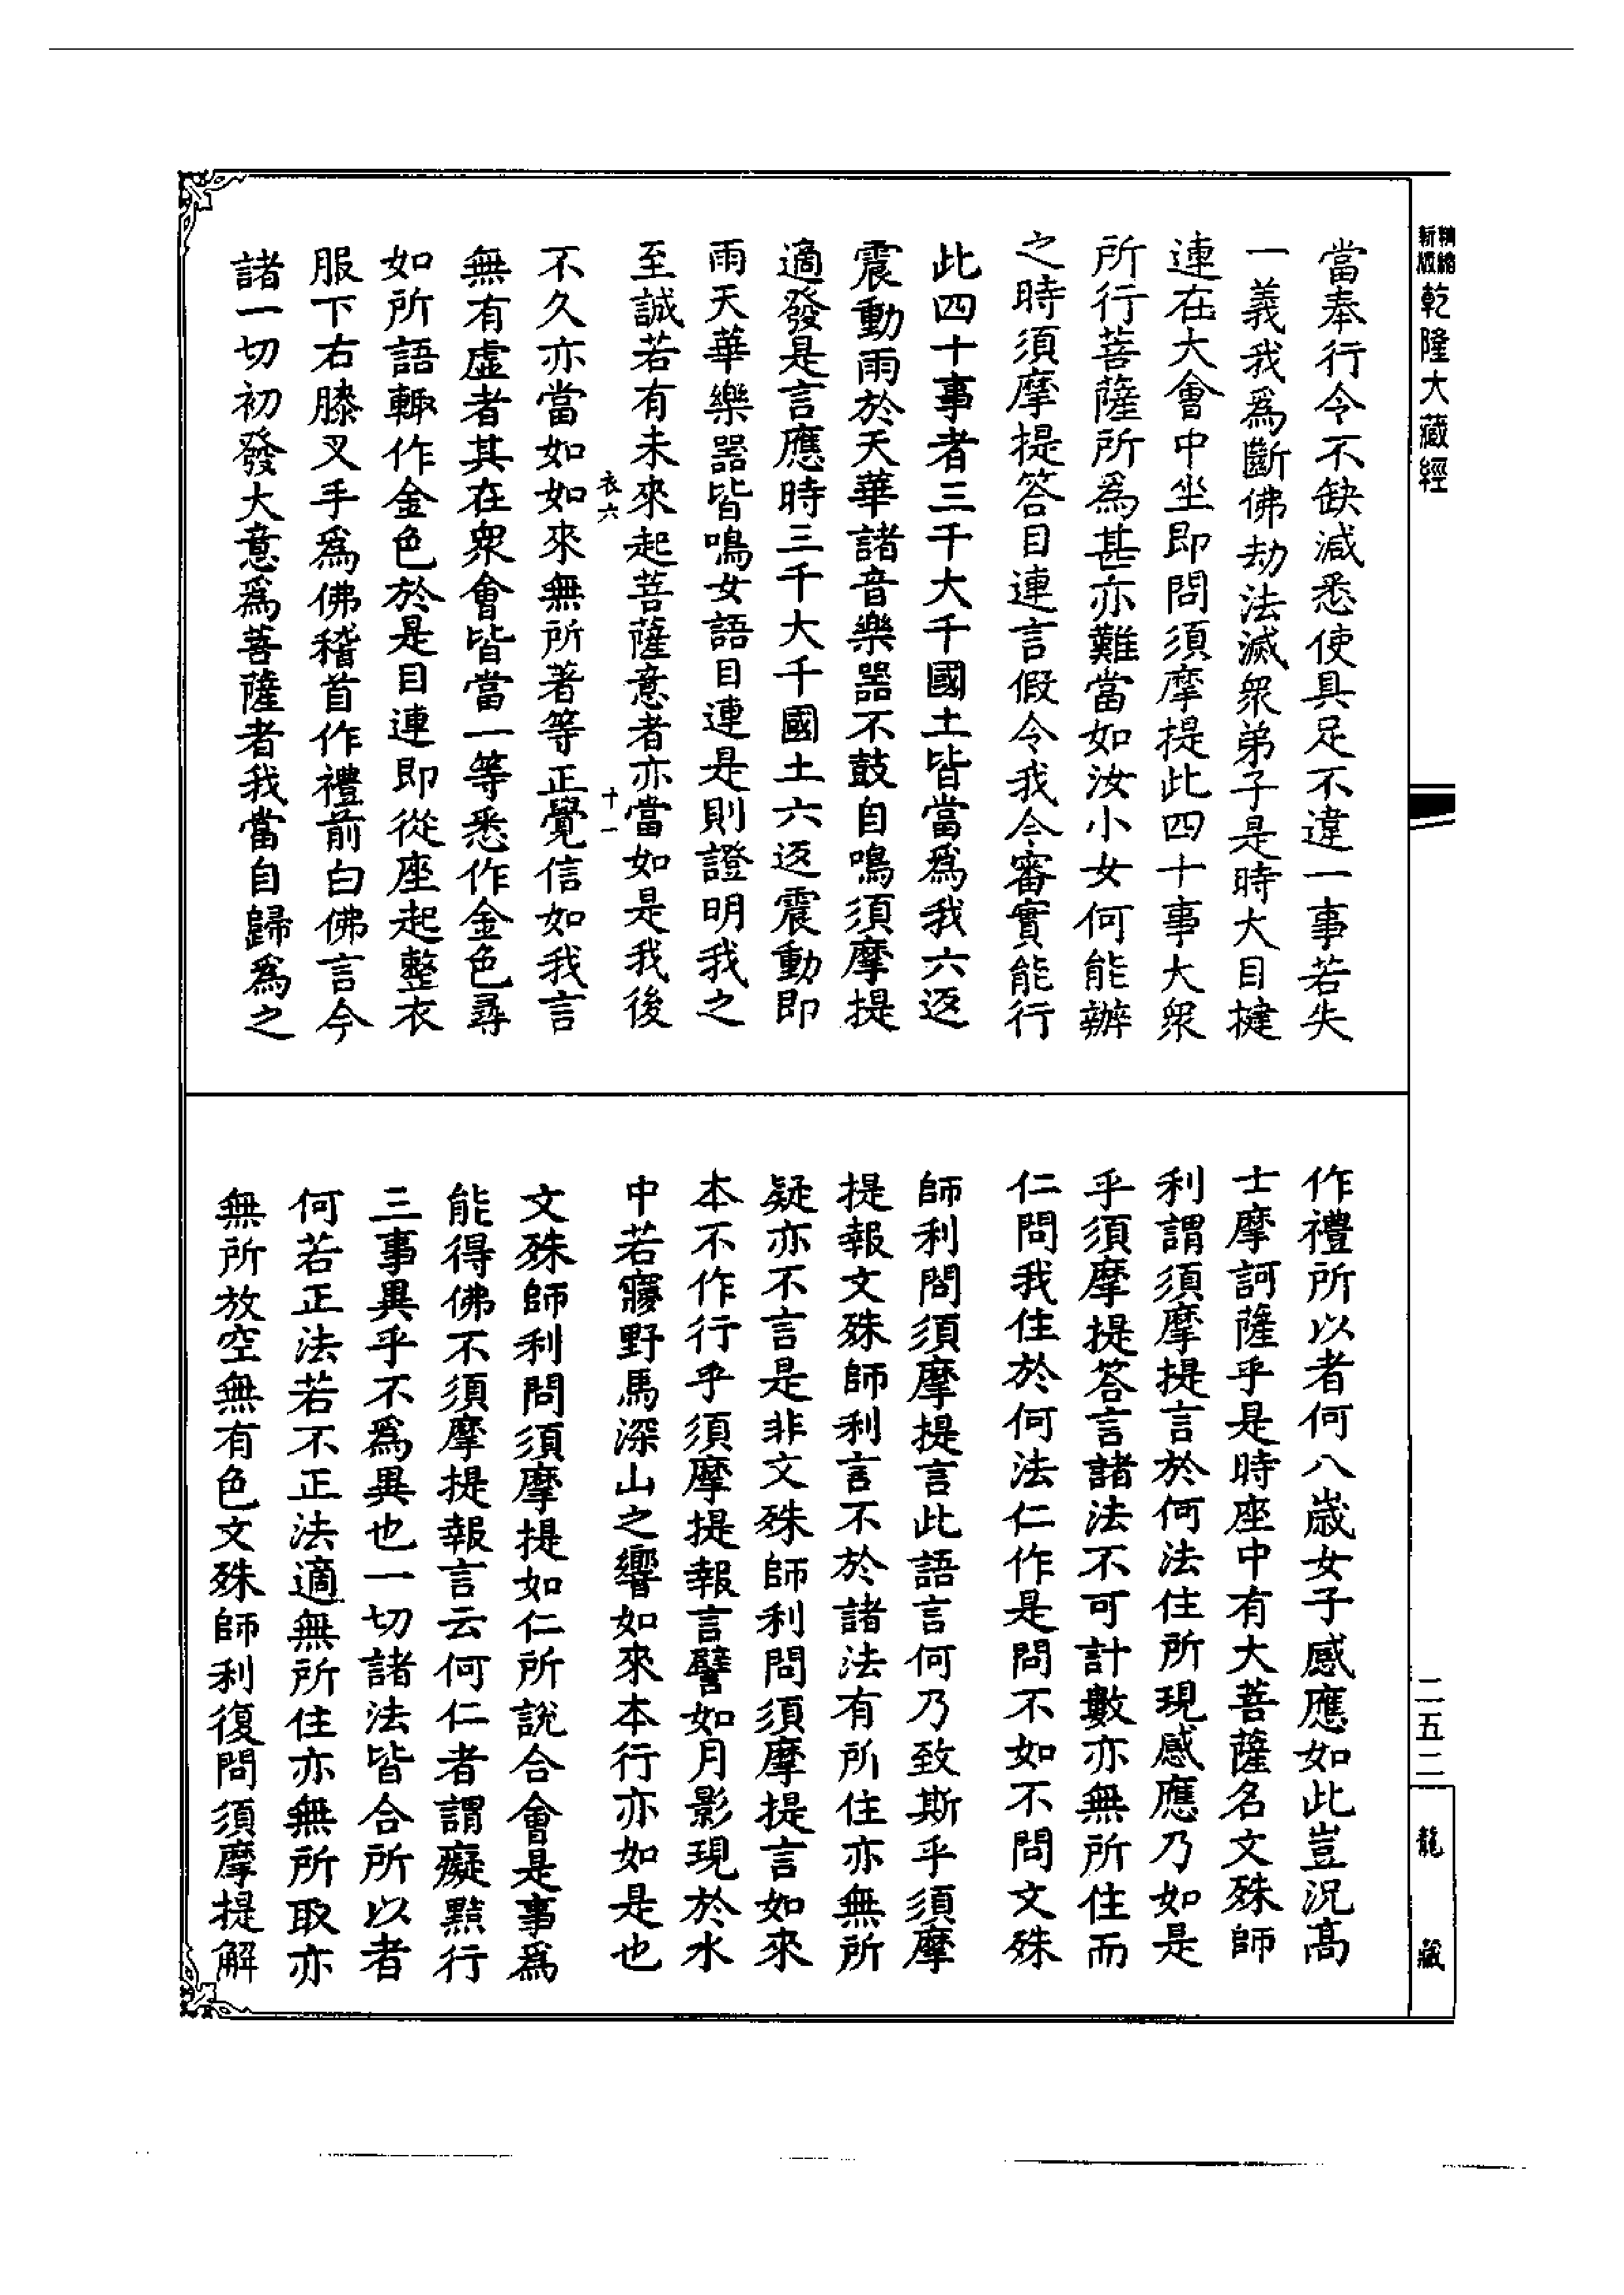 精縮
新版
乾隆大藏經
當奉行令不缺減悉使具足不違一事若失
一義我爲斷佛劫法滅衆弟子是時大目揵
連在大會中坐即問須摩提此四十事大衆
所行菩薩所爲甚亦難當如汝小女何能辦
之時須摩提答目連言假令我今審實能行
此四十事者三千大千國土皆當爲我六返
震動雨於天華諸音樂器不鼓自鳴須摩提
適發是言應時三千大千國土六返震動即
雨天華樂器皆鳴女語目連是則證明我之
至誠若有未來起菩薩意者亦當如是我後
衣六 十一
不久亦當如如來無所著等正覺信如我言
無有虛者其在衆會皆當一等悉作金色尋
如所語輙作金色於是目連即從座起整衣
服下右膝叉手爲佛稽首作禮前白佛言今
諸一切初發大意爲菩薩者我當自歸爲之
作禮所以者何八歲女子感應如此豈況高
士摩訶薩乎是時座中有大菩薩名文殊師
利謂須摩提言於何法住所現感應乃如是
乎須摩提答言諸法不可計數亦無所住而
仁問我住於何法仁作是問不如不問文殊
師利問須摩提言此語言何乃致斯乎須摩
提報文殊師利言不於諸法有所住亦無所
疑亦不言是非文殊師利問須摩提言如來
本不作行乎須摩提報言譬如月影現於水
中若寱野馬深山之響如來本行亦如是也
文殊師利問須摩提如仁所說合會是事爲
能得佛不須摩提報言云何仁者謂癡黠行
三事異乎不爲異也一切諸法皆合所以者
何若正法若不正法適無所住亦無所取亦
無所放空無有色文殊師利復問須摩提解
二五二
龍藏